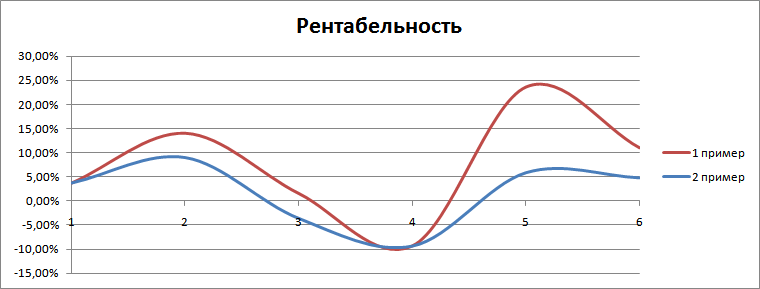 Рентабельность
30,00%
25,00%
20,00%
15,00%
10,00%
5,00%
0,00%
-5,00%
-10,00%
-15,00%
1 2 3 4 5 6
1 пример
2 пример